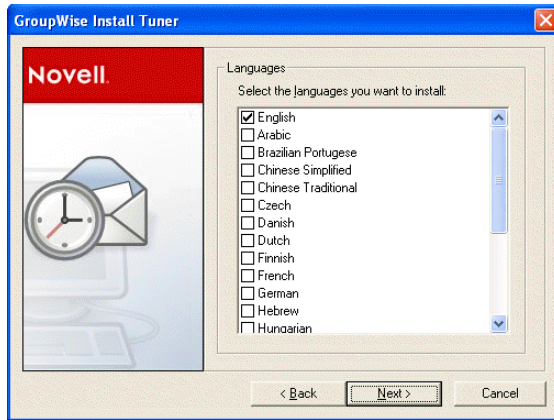 GroupWise Install Tuner
Novell.
Languages
Select the languages you want to install:
English
Arabic
Brazilian Portugese
Chinese Simplified
Chinese Traditional
Czech
Danish
Dutch
Finnish
French
German
Hebrew
Hungarian
< Back
Next >
Cancel